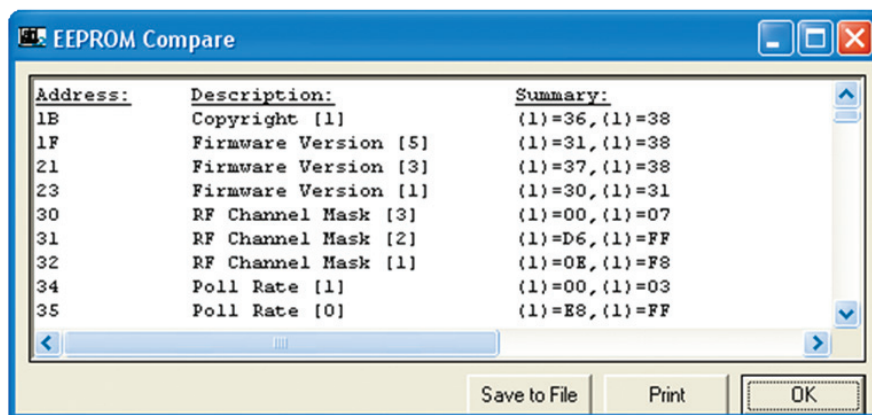 EEPROM Compare
Address: Description: Summary:
1B Copyright [1] (1)=36,(1)=38
1F Firmware Version [5] (1)=31,(1)=38
21 Firmware Version [3] (1)=37,(1)=38
23 Firmware Version [1] (1)=30,(1)=31
30 RF Channel Mask [3] (1)=00,(1)=07
31 RF Channel Mask [2] (1)=D6,(1)=FF
32 RF Channel Mask [1] (1)=0E,(1)=F8
34 Poll Rate [1] (1)=00,(1)=03
35 Poll Rate [0] (1)=E8,(1)=FF
Save to File Print OK